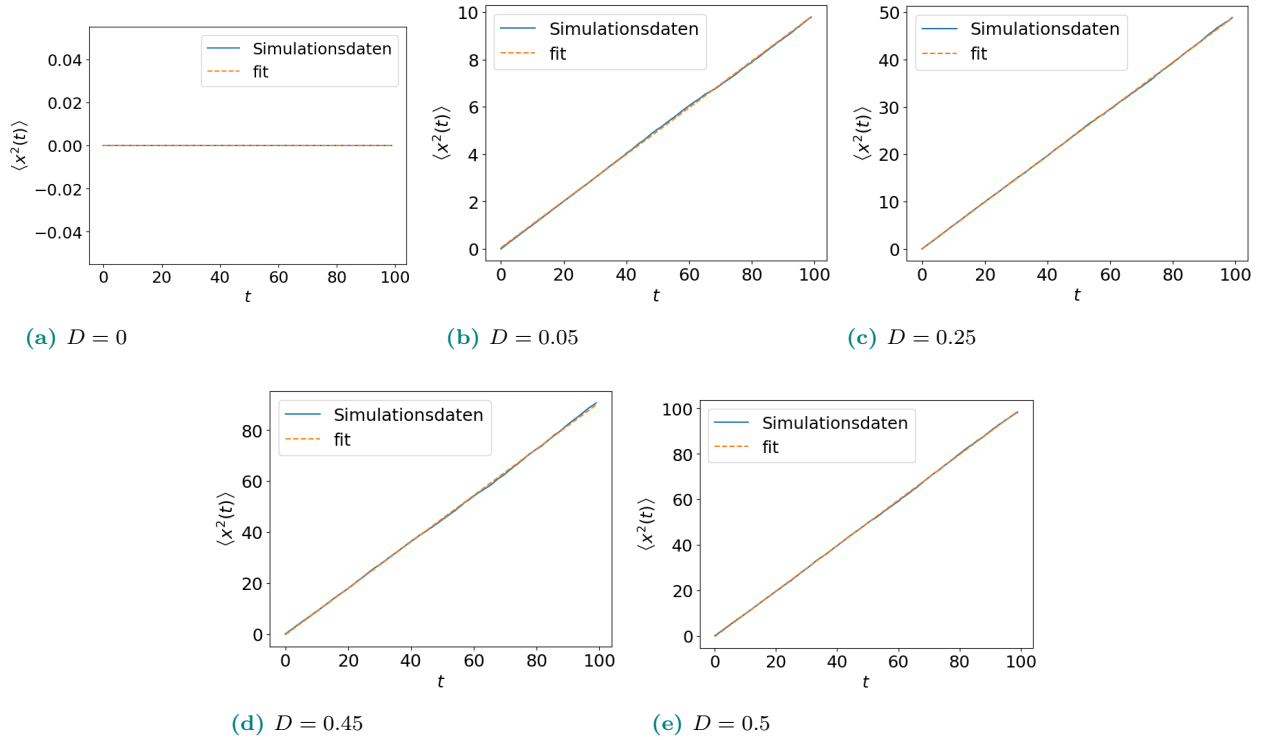 Simulationsdaten
fit
0.04
0.02
0.00
−0.02
−0.04
⟨x²(t)⟩
0 20 40 60 80 100
t
(a) D = 0
Simulationsdaten
fit
10
8
6
4
2
0
⟨x²(t)⟩
0 20 40 60 80 100
t
(b) D = 0.05
Simulationsdaten
fit
50
40
30
20
10
0
⟨x²(t)⟩
0 20 40 60 80 100
t
(c) D = 0.25
Simulationsdaten
fit
80
60
40
20
0
⟨x²(t)⟩
0 20 40 60 80 100
t
(d) D = 0.45
Simulationsdaten
fit
100
80
60
40
20
0
⟨x²(t)⟩
0 20 40 60 80 100
t
(e) D = 0.5